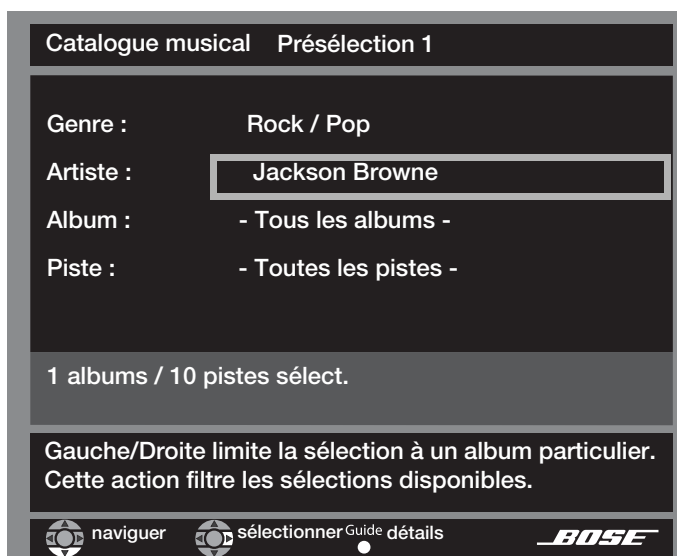 Catalogue musical Présélection 1
Genre : Rock / Pop
Artiste : Jackson Browne
Album : - Tous les albums -
Piste : - Toutes les pistes -
1 albums / 10 pistes sélect.
Gauche/Droite limite la sélection à un album particulier.
Cette action filtre les sélections disponibles.
naviguer sélectionner Guide détails BOSE